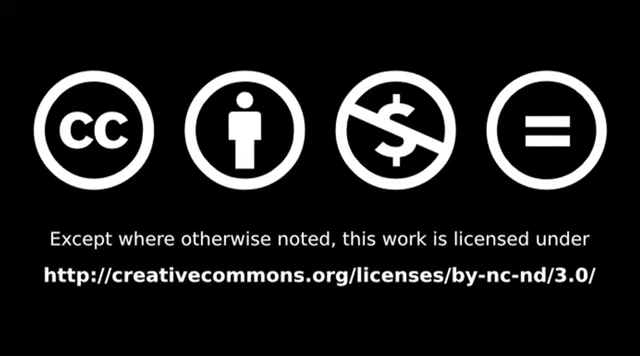 cc
$
=
Except where otherwise noted, this work is licensed under
http://creativecommons.org/licenses/by-nc-nd/3.0/